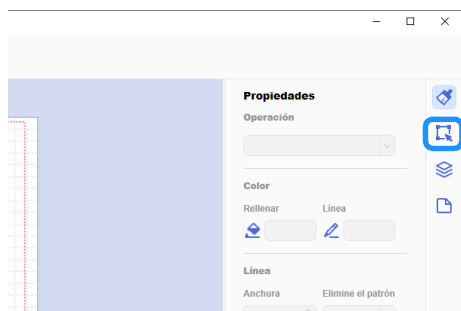 Propiedades
Operación
Color
Rellenar Línea
Línea
Anchura Elimine el patrón